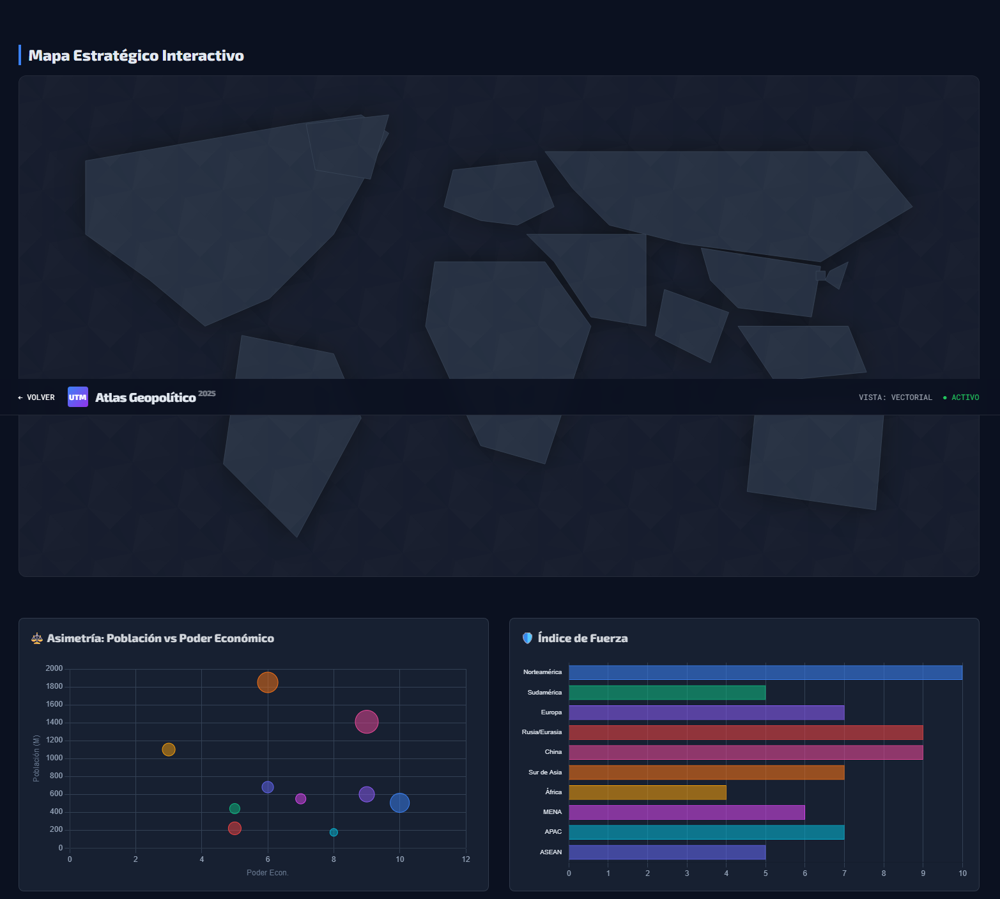 Mapa Estratégico Interactivo
← VOLVER UTM Atlas Geopolítico 2025 VISTA: VECTORIAL ● ACTIVO
⚖️ Asimetría: Población vs Poder Económico
2000
1800
1600
1400
1200
1000
800
600
400
200
0
Población (M)
0 2 4 6 8 10 12
Poder Econ.
🛡️ Índice de Fuerza
Norteamérica
Sudamérica
Europa
Rusia/Eurasia
China
Sur de Asia
África
MENA
APAC
ASEAN
0 1 2 3 4 5 6 7 8 9 10